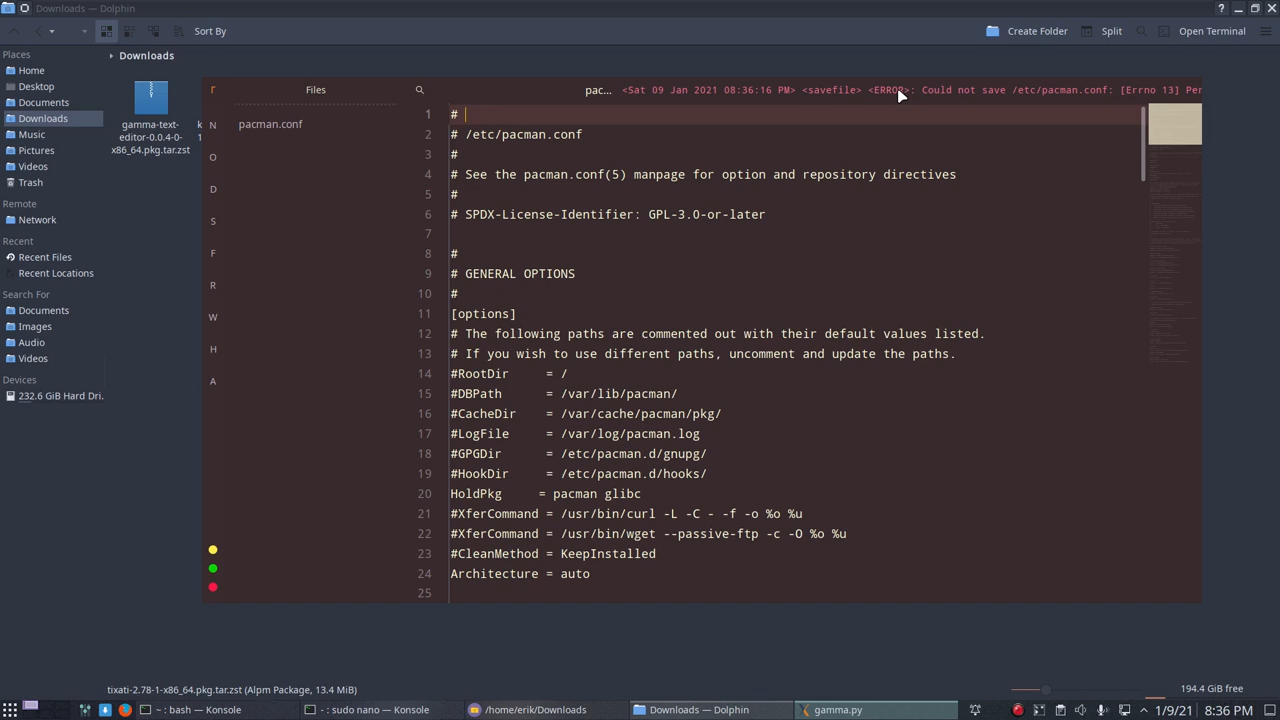 Downloads — Dolphin
Sort By
Create Folder
Split
Open Terminal
Places
Home
Desktop
Documents
Downloads
Music
Pictures
Videos
Trash
Remote
Network
Recent
Recent Files
Recent Locations
Search For
Documents
Images
Audio
Videos
Devices
232.6 GiB Hard Dri...
Downloads
gamma-text-
editor-0.0.4-0-
x86_64.pkg.tar.zst
Γ
Files
pac...
<Sat 09 Jan 2021 08:36:16 PM> <savefile> <ERROR>: Could not save /etc/pacman.conf: [Errno 13] Per
N
O
D
S
F
R
W
H
A
pacman.conf
1 #
2 # /etc/pacman.conf
3 #
4 # See the pacman.conf(5) manpage for option and repository directives
5 #
6 # SPDX-License-Identifier: GPL-3.0-or-later
7
8 #
9 # GENERAL OPTIONS
10 #
11 [options]
12 # The following paths are commented out with their default values listed.
13 # If you wish to use different paths, uncomment and update the paths.
14 #RootDir     = /
15 #DBPath      = /var/lib/pacman/
16 #CacheDir    = /var/cache/pacman/pkg/
17 #LogFile     = /var/log/pacman.log
18 #GPGDir      = /etc/pacman.d/gnupg/
19 #HookDir     = /etc/pacman.d/hooks/
20 HoldPkg     = pacman glibc
21 #XferCommand = /usr/bin/curl -L -C - -f -o %o %u
22 #XferCommand = /usr/bin/wget --passive-ftp -c -O %o %u
23 #CleanMethod = KeepInstalled
24 Architecture = auto
25
tixati-2.78-1-x86_64.pkg.tar.zst (Alpm Package, 13.4 MiB)
194.4 GiB free
~ : bash — Konsole
- : sudo nano — Konsole
/home/erik/Downloads
Downloads — Dolphin
gamma.py
1/9/21
8:36 PM